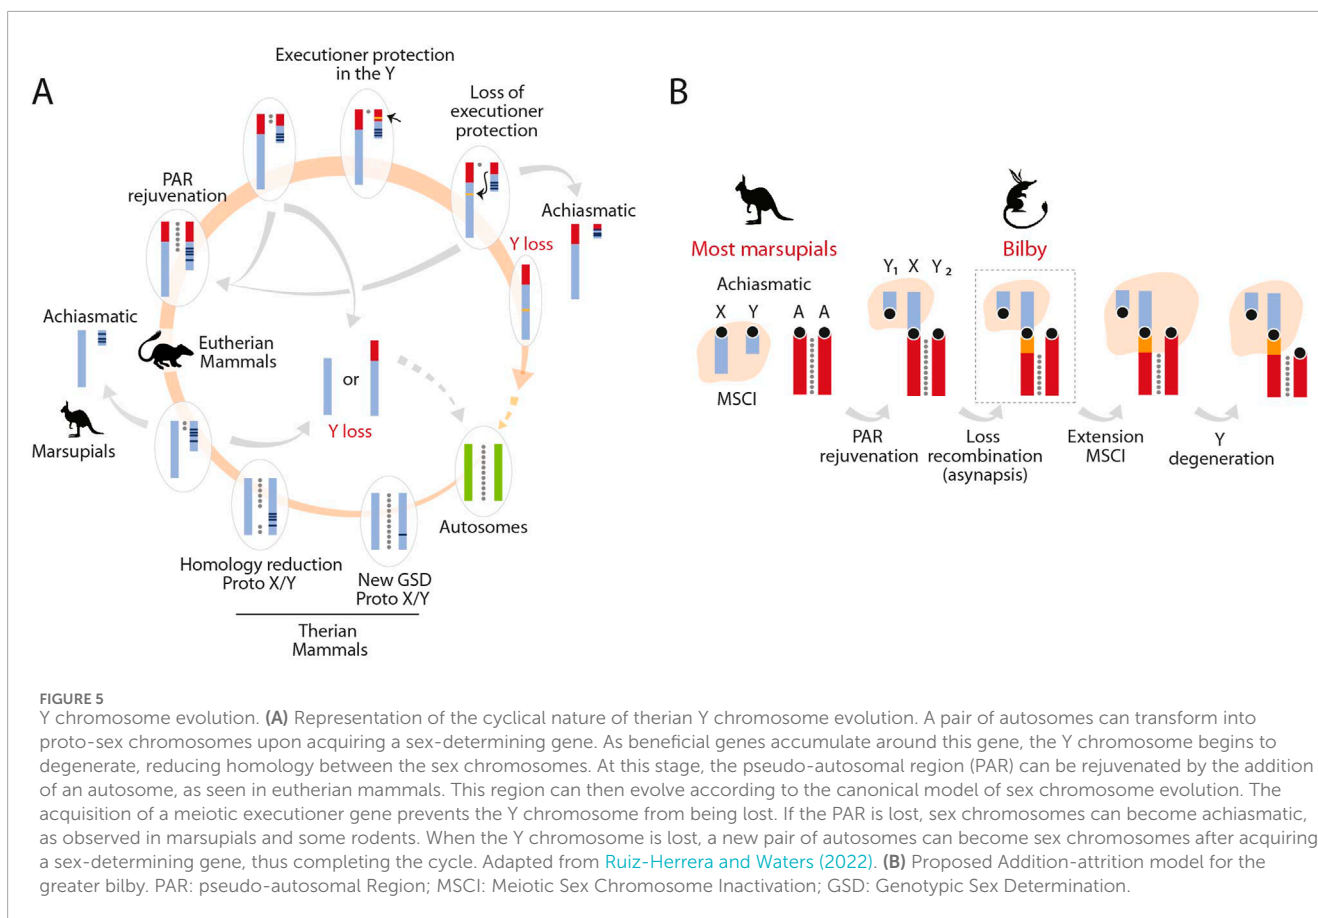 A
Executioner protection
in the Y
Loss of
executioner
protection
PAR
rejuvenation
Achiasmatic
Y loss
Achiasmatic
Eutherian
Mammals
or
Y loss
Marsupials
Autosomes
Homology reduction
Proto X/Y
New GSD
Proto X/Y
Therian
Mammals
B
Most marsupials
Bilby
Achiasmatic
X Y A A
Y1 X Y2
MSCI
PAR
rejuvenation
Loss
recombination
(asynapsis)
Extension
MSCI
Y
degeneration
FIGURE 5
Y chromosome evolution. (A) Representation of the cyclical nature of therian Y chromosome evolution. A pair of autosomes can transform into
proto-sex chromosomes upon acquiring a sex-determining gene. As beneficial genes accumulate around this gene, the Y chromosome begins to
degenerate, reducing homology between the sex chromosomes. At this stage, the pseudo-autosomal region (PAR) can be rejuvenated by the addition
of an autosome, as seen in eutherian mammals. This region can then evolve according to the canonical model of sex chromosome evolution. The
acquisition of a meiotic executioner gene prevents the Y chromosome from being lost. If the PAR is lost, sex chromosomes can become achiasmatic,
as observed in marsupials and some rodents. When the Y chromosome is lost, a new pair of autosomes can become sex chromosomes after acquiring
a sex-determining gene, thus completing the cycle. Adapted from Ruiz-Herrera and Waters (2022). (B) Proposed Addition-attrition model for the
greater bilby. PAR: pseudo-autosomal Region; MSCI: Meiotic Sex Chromosome Inactivation; GSD: Genotypic Sex Determination.